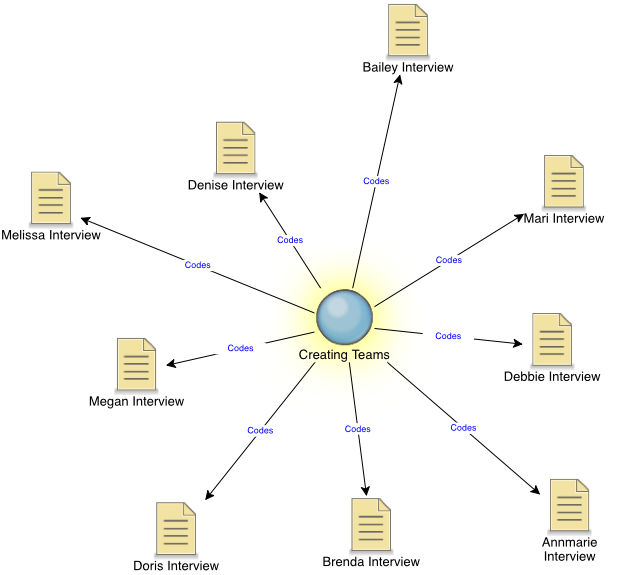 Bailey Interview
Codes
Denise Interview
Codes
Mari Interview
Codes
Melissa Interview
Codes
Creating Teams
Codes
Debbie Interview
Codes
Megan Interview
Codes
Codes
Codes
Doris Interview
Brenda Interview
Annmarie
Interview